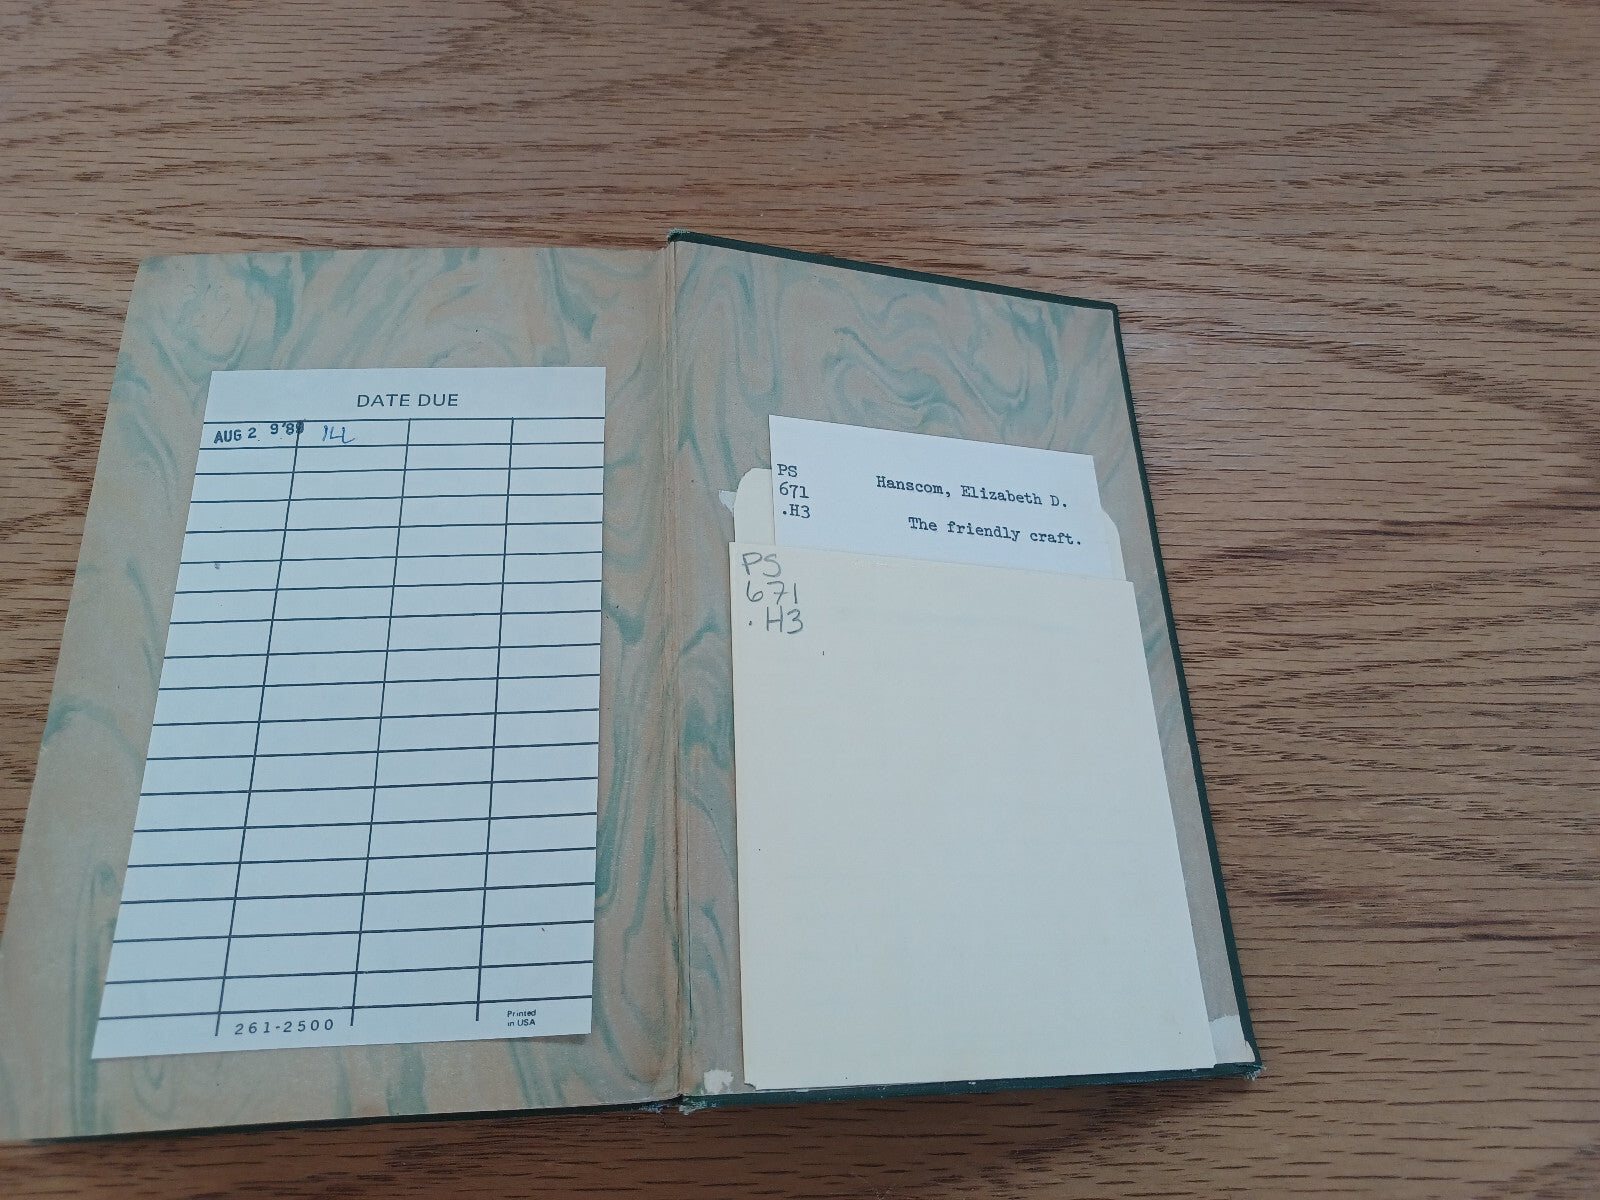 DATE DUE
AUG 2 9 '89 ILL
261-2500
Printed
in USA
PS
671
.H3
Hanscom, Elizabeth D.
The friendly craft.
PS
671
.H3